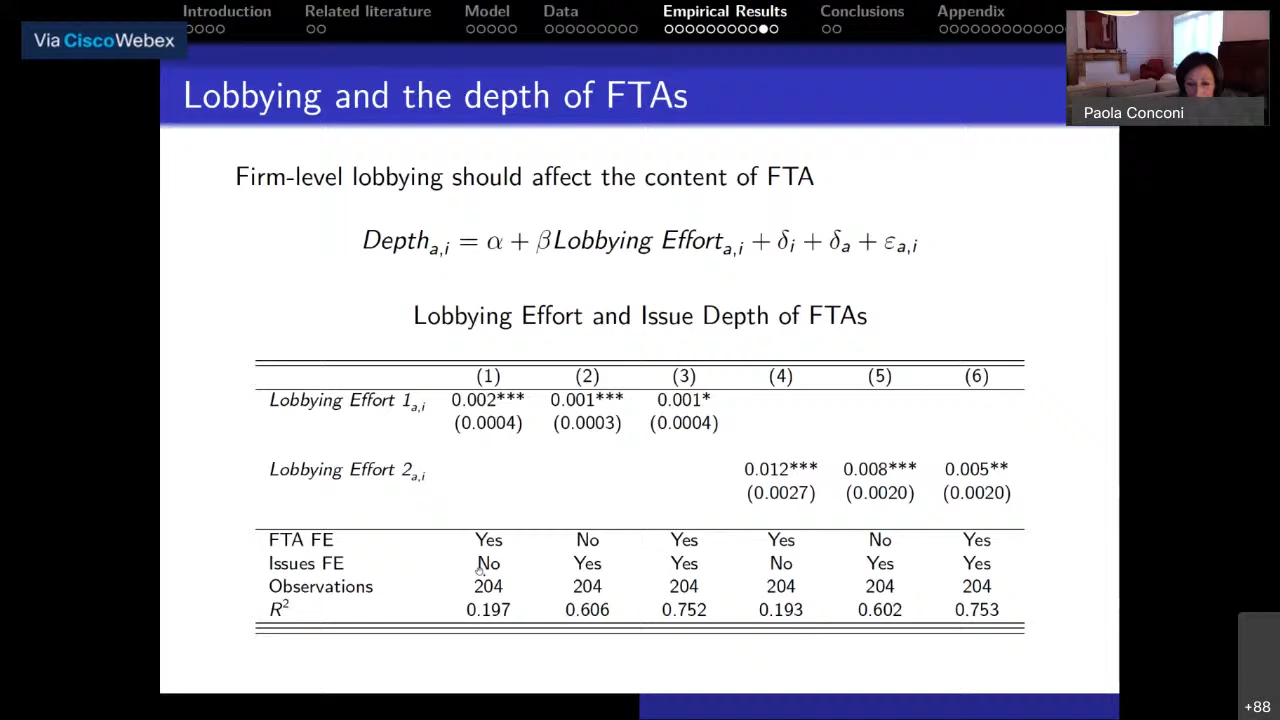 Introduction Related literature Model Data Empirical Results Conclusions Appendix
Via Cisco Webex
Lobbying and the depth of FTAs
Paola Conconi
Firm-level lobbying should affect the content of FTA
Depth_{a,i} = α + βLobbying Effort_{a,i} + δ_i + δ_a + ε_{a,i}
Lobbying Effort and Issue Depth of FTAs
(1) (2) (3) (4) (5) (6)
Lobbying Effort 1_{a,i} 0.002*** 0.001*** 0.001*
(0.0004) (0.0003) (0.0004)
Lobbying Effort 2_{a,i} 0.012*** 0.008*** 0.005**
(0.0027) (0.0020) (0.0020)
FTA FE Yes No Yes Yes No Yes
Issues FE No Yes Yes No Yes Yes
Observations 204 204 204 204 204 204
R² 0.197 0.606 0.752 0.193 0.602 0.753
+88